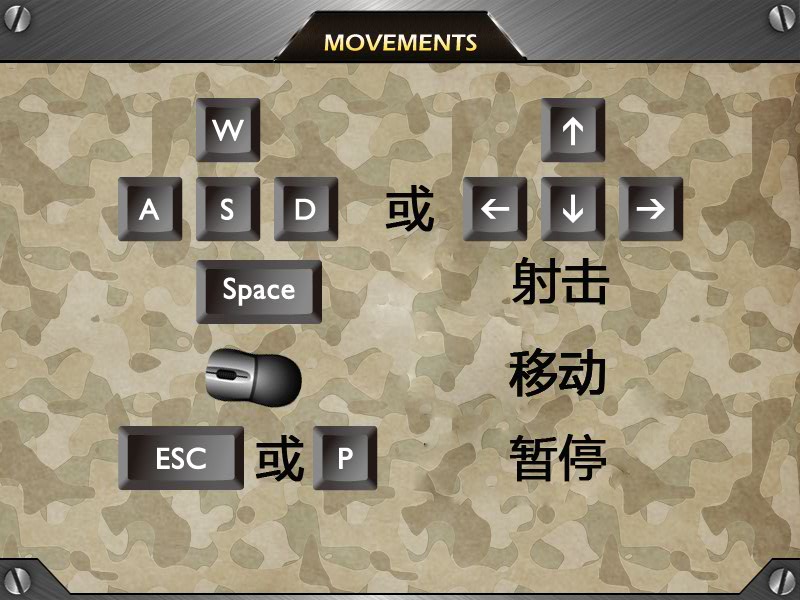 MOVEMENTS
W ↑
A S D 或 ← ↓ →
Space 射击
移动
ESC 或 P 暂停